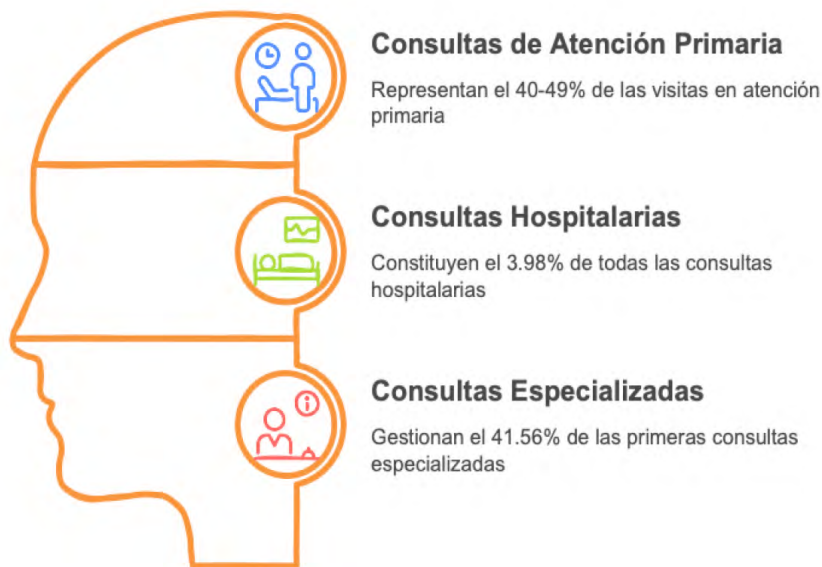 Consultas de Atención Primaria
Representan el 40-49% de las visitas en atención
primaria
Consultas Hospitalarias
Constituyen el 3.98% de todas las consultas
hospitalarias
Consultas Especializadas
Gestionan el 41.56% de las primeras consultas
especializadas